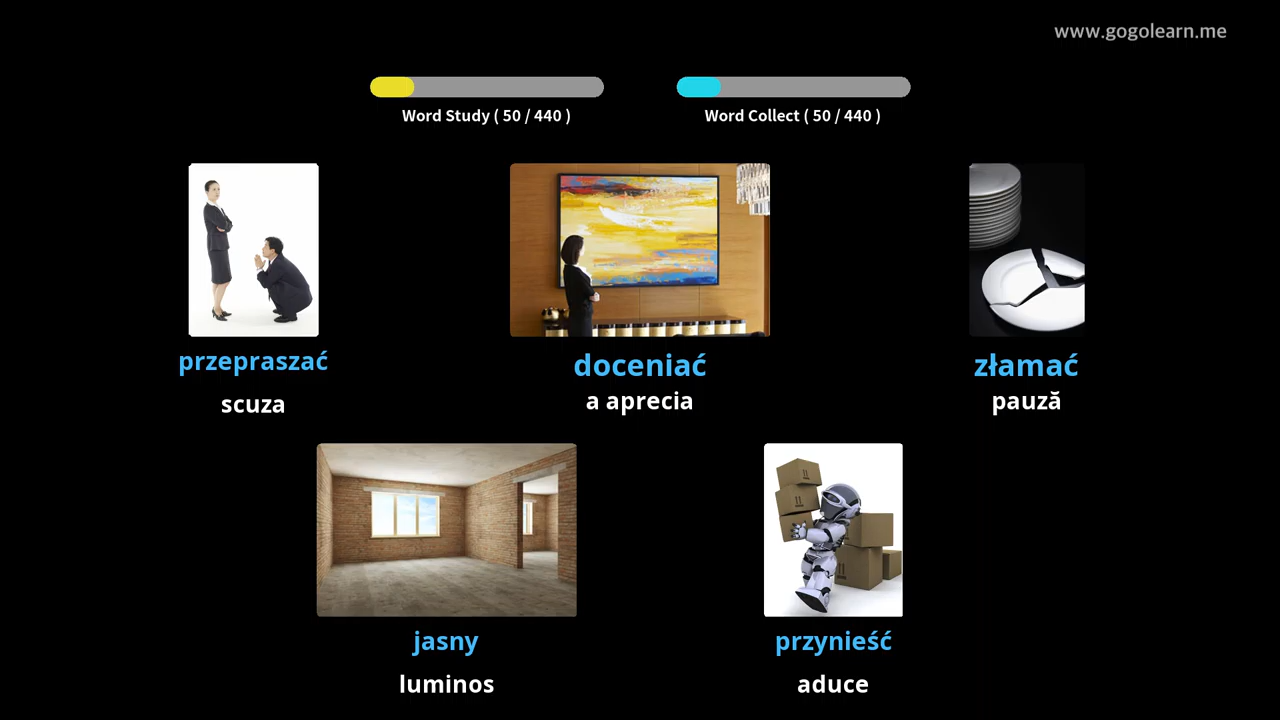 www.gogolearn.me
Word Study ( 50 / 440 )
Word Collect ( 50 / 440 )
przepraszać
scuza
doceniać
a aprecia
złamać
pauză
jasny
luminos
przynieść
aduce